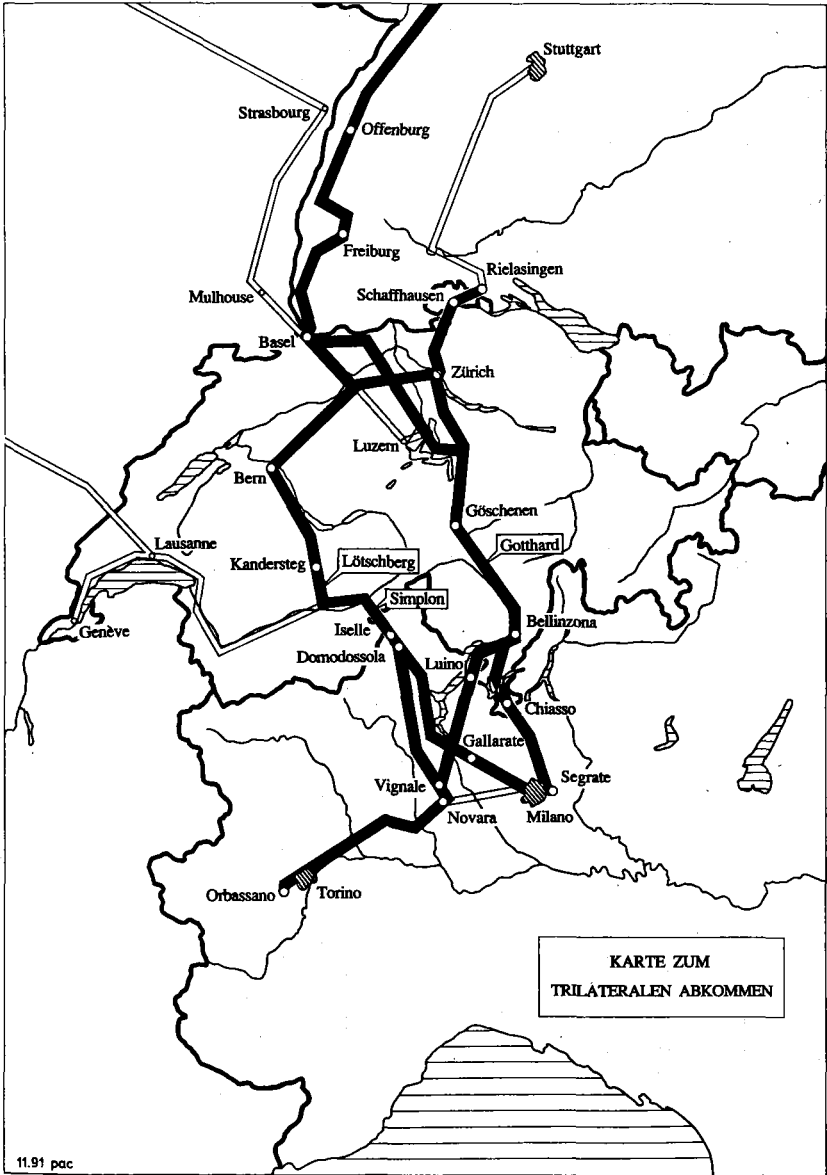 Stuttgart
Strasbourg
Offenburg
Freiburg
Rielasingen
Mulhouse
Schaffhausen
Basel
Zürich
Luzern
Bern
Göschenen
Lausanne
Gotthard
Kandersteg
Lötschberg
Simplon
Genève
Iselle
Bellinzona
Domodossola
Luino
Chiasso
Gallarate
Vignale
Segrate
Novara
Milano
Orbassano
Torino
KARTE ZUM
TRILATERALEN ABKOMMEN
11.91 pac